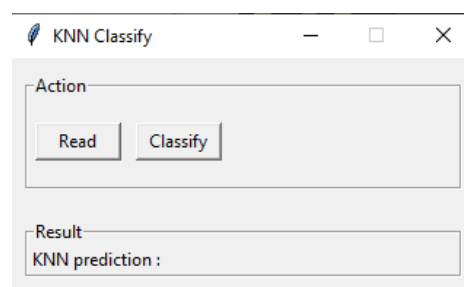 KNN Classify
Action
Read Classify
Result
KNN prediction :